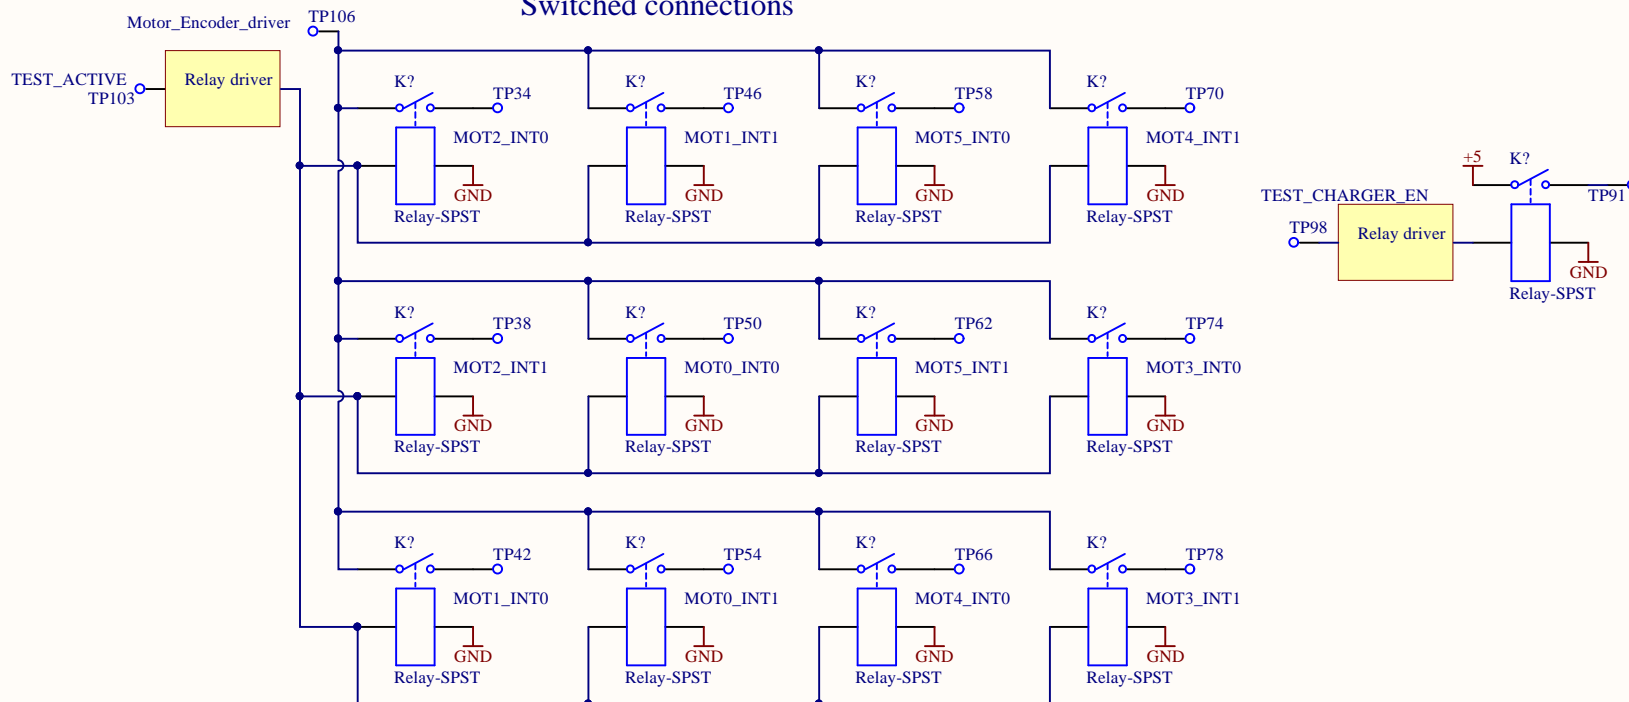 Switched connections
Motor_Encoder_driver
TP106
TEST_ACTIVE
TP103
Relay driver
K?
TP34
MOT2_INT0
GND
Relay-SPST
K?
TP46
MOT1_INT1
GND
Relay-SPST
K?
TP58
MOT5_INT0
GND
Relay-SPST
K?
TP70
MOT4_INT1
GND
Relay-SPST
+5
K?
TP91
TEST_CHARGER_EN
TP98
Relay driver
GND
Relay-SPST
K?
TP38
MOT2_INT1
GND
Relay-SPST
K?
TP50
MOT0_INT0
GND
Relay-SPST
K?
TP62
MOT5_INT1
GND
Relay-SPST
K?
TP74
MOT3_INT0
GND
Relay-SPST
K?
TP42
MOT1_INT0
GND
Relay-SPST
K?
TP54
MOT0_INT1
GND
Relay-SPST
K?
TP66
MOT4_INT0
GND
Relay-SPST
K?
TP78
MOT3_INT1
GND
Relay-SPST